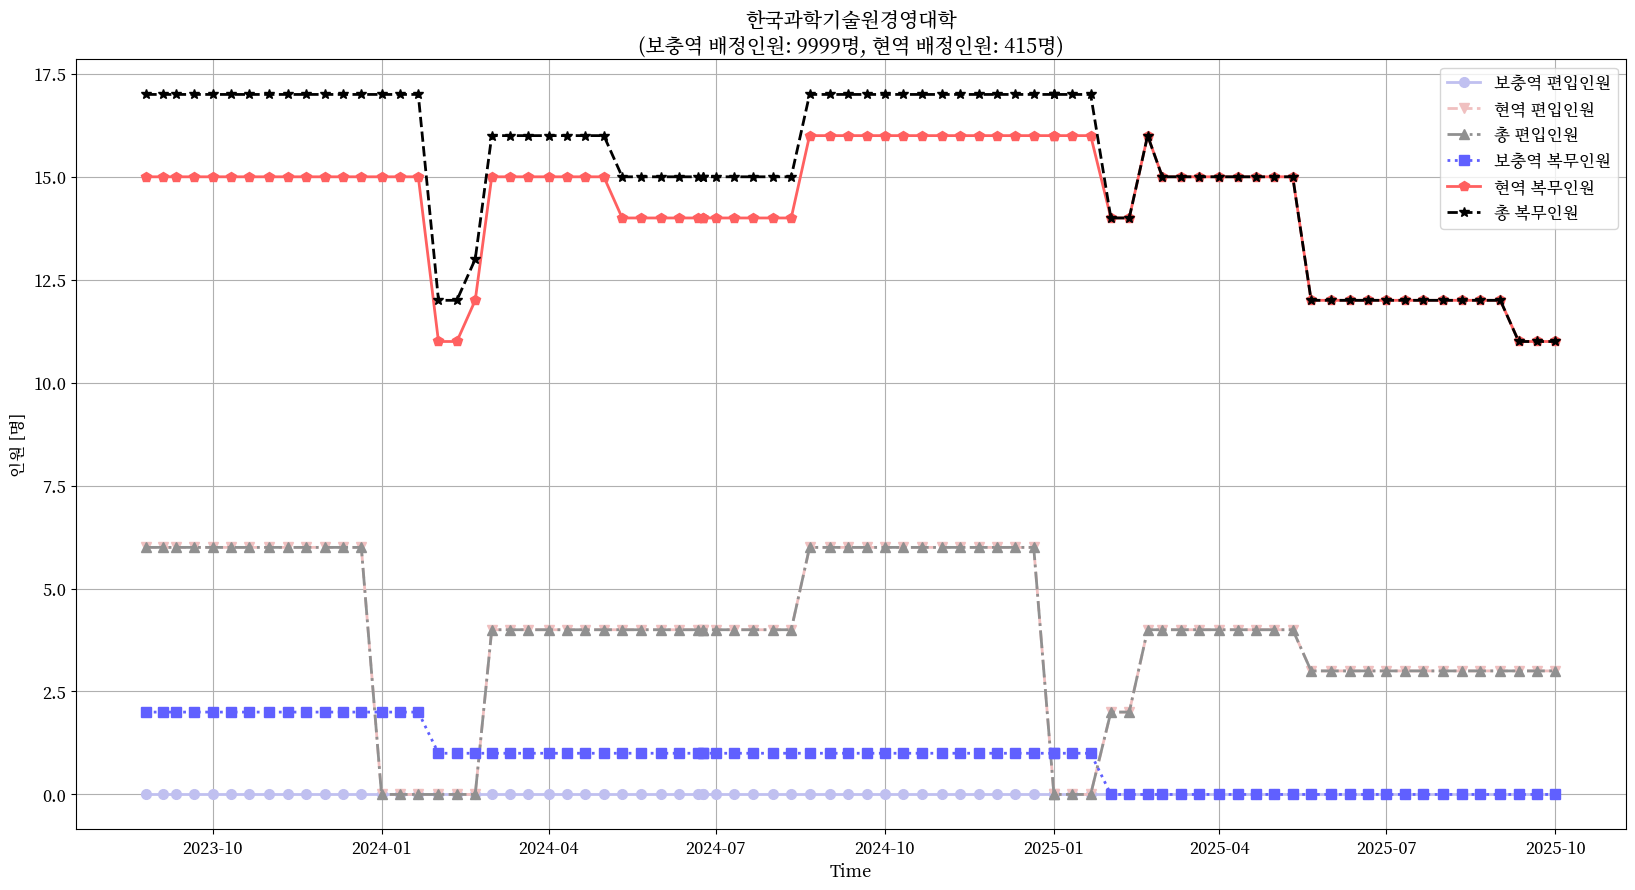 한국과학기술원경영대학
(보충역 배정인원: 9999명, 현역 배정인원: 415명)
17.5
15.0
12.5
10.0
7.5
5.0
2.5
0.0
인원 [명]
보충역 편입인원
현역 편입인원
총 편입인원
보충역 복무인원
현역 복무인원
총 복무인원
2023-10
2024-01
2024-04
2024-07
2024-10
2025-01
2025-04
2025-07
2025-10
Time